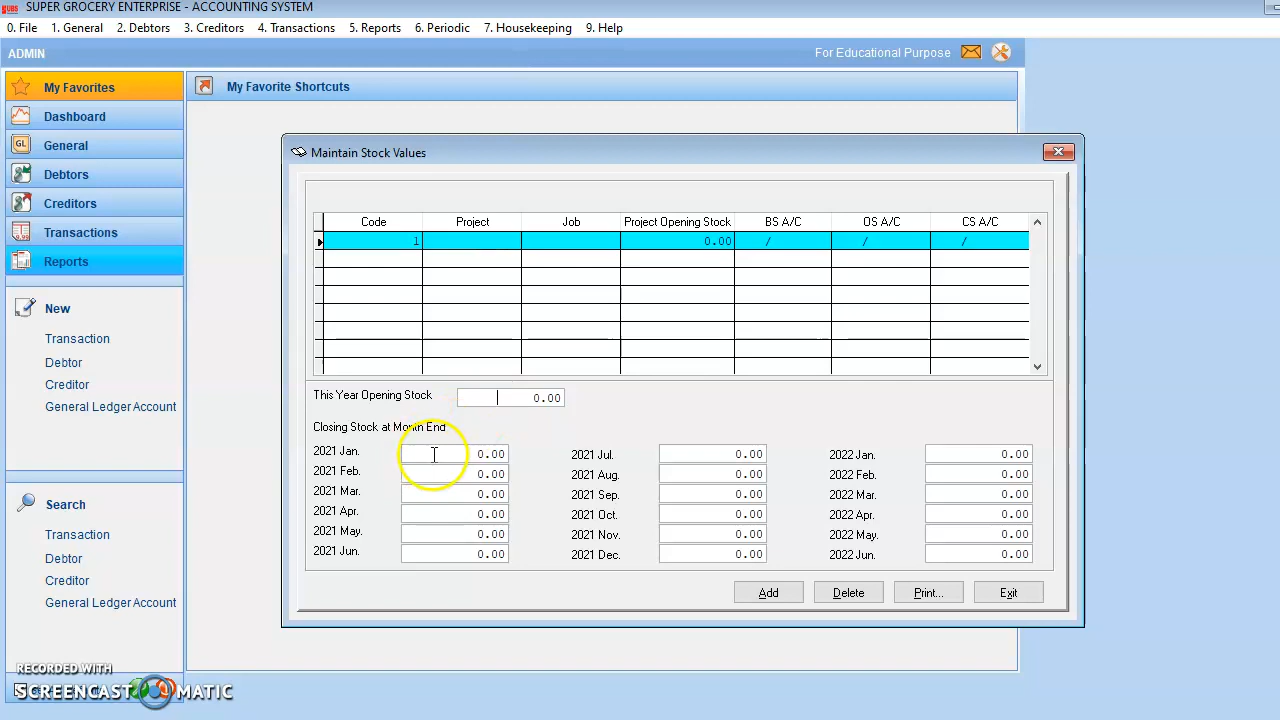 UBS
SUPER GROCERY ENTERPRISE - ACCOUNTING SYSTEM
0. File 1. General 2. Debtors 3. Creditors 4. Transactions 5. Reports 6. Periodic 7. Housekeeping 9. Help
ADMIN
For Educational Purpose
My Favorites
Dashboard
GL General
Debtors
Creditors
Transactions
Reports
New
Transaction
Debtor
Creditor
General Ledger Account
Search
Transaction
Debtor
Creditor
General Ledger Account
My Favorite Shortcuts
Maintain Stock Values
Code Project Job Project Opening Stock BS A/C OS A/C CS A/C
1 0.00 / / /
This Year Opening Stock 0.00
Closing Stock at Month End
2021 Jan. 0.00 2021 Jul. 0.00 2022 Jan. 0.00
2021 Feb. 0.00 2021 Aug. 0.00 2022 Feb. 0.00
2021 Mar. 0.00 2021 Sep. 0.00 2022 Mar. 0.00
2021 Apr. 0.00 2021 Oct. 0.00 2022 Apr. 0.00
2021 May. 0.00 2021 Nov. 0.00 2022 May. 0.00
2021 Jun. 0.00 2021 Dec. 0.00 2022 Jun. 0.00
Add Delete Print... Exit
RECORDED WITH
SCREENCAST MATIC